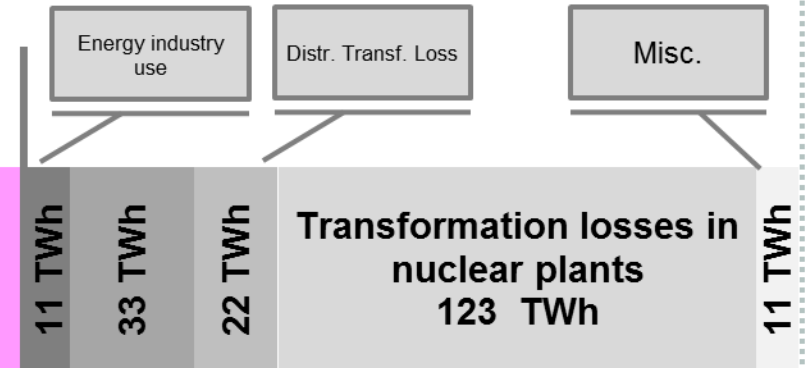 Energy industry
use
Distr. Transf. Loss
Misc.
11 TWh
33 TWh
22 TWh
Transformation losses in
nuclear plants
123 TWh
11 TWh